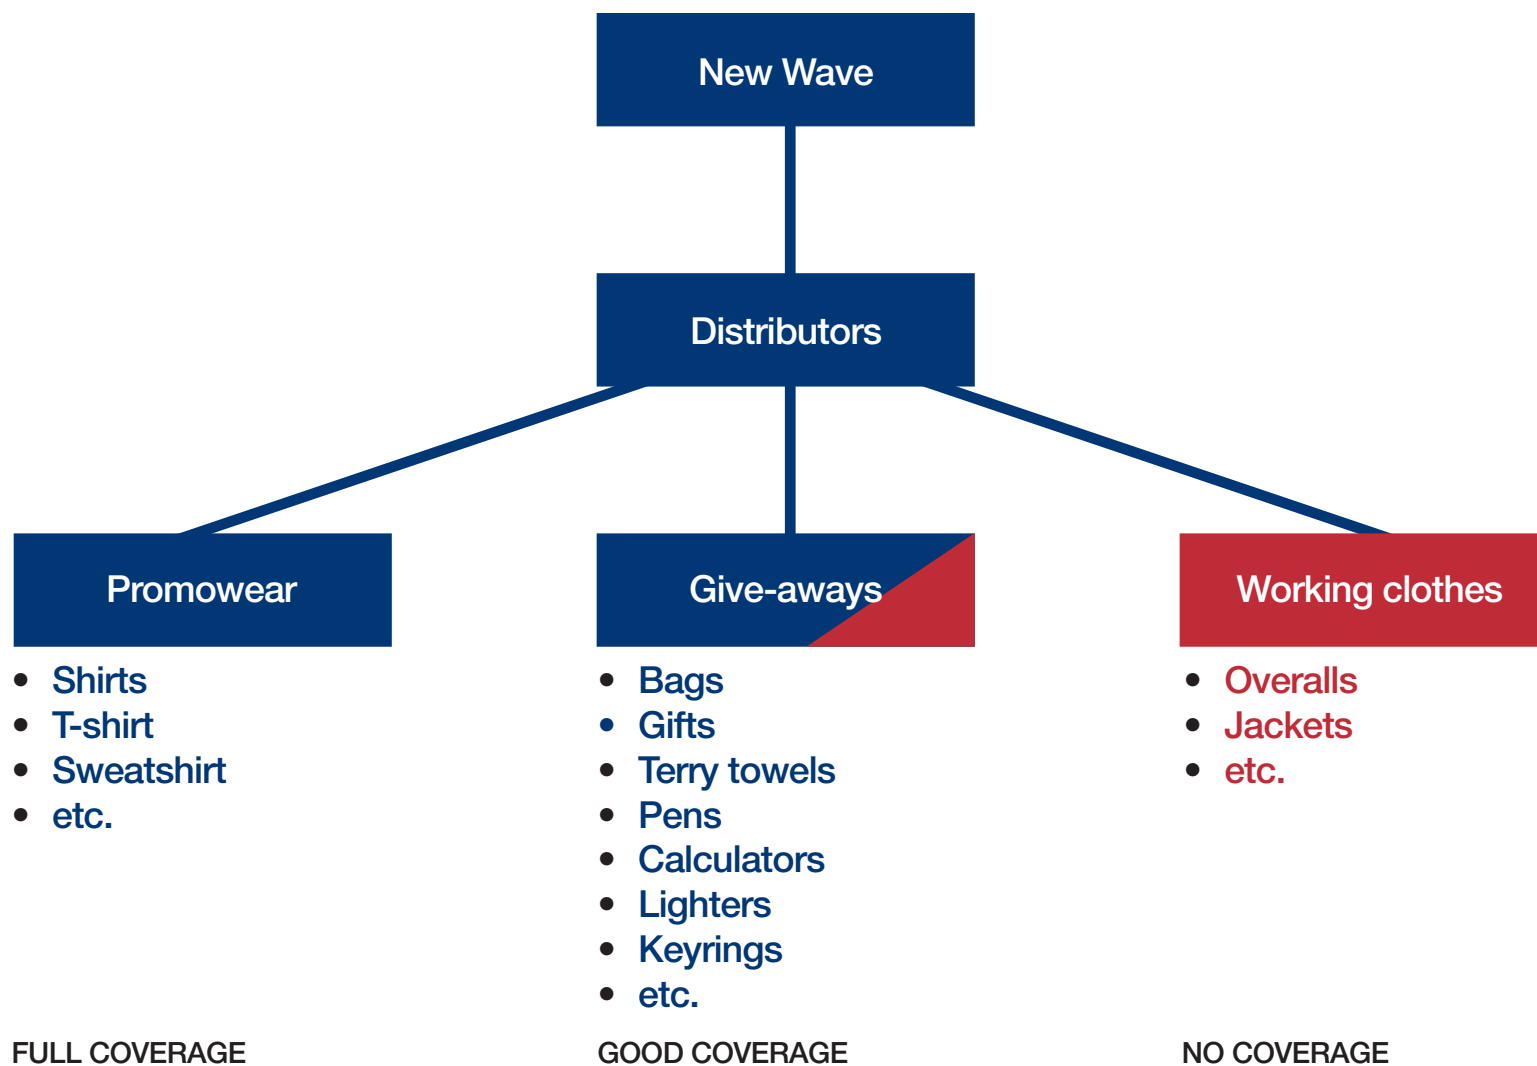 New Wave
Distributors
Promowear
• Shirts
• T-shirt
• Sweatshirt
• etc.
FULL COVERAGE
Give-aways
• Bags
• Gifts
• Terry towels
• Pens
• Calculators
• Lighters
• Keyrings
• etc.
GOOD COVERAGE
Working clothes
• Overalls
• Jackets
• etc.
NO COVERAGE